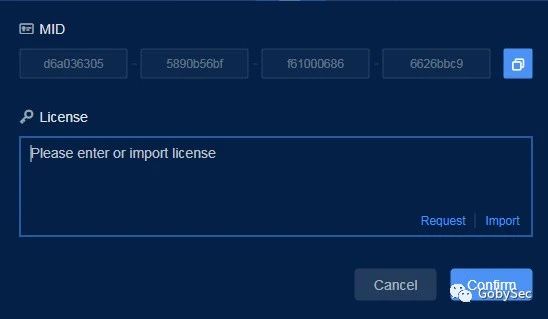 MID
d6a036305 - 5890b56bf - f61000686 - 6626bbc9
License
Please enter or import license
Request Import
Cancel Confirm
GobySec